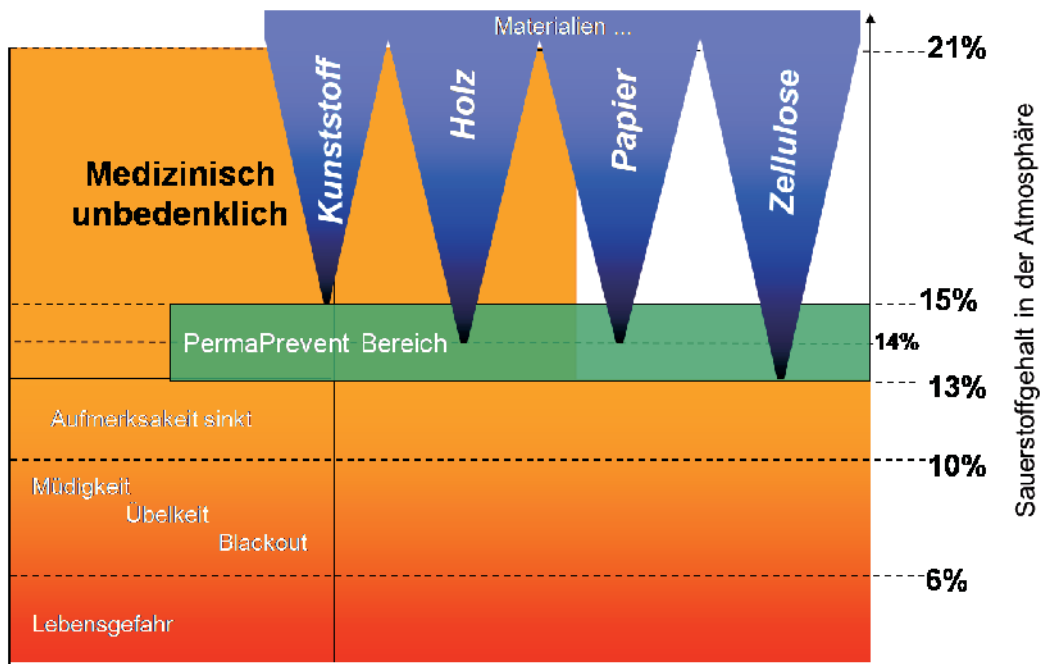 Materialien ...
21%
Kunststoff
Holz
Papier
Zellulose
Medizinisch
unbedenklich
15%
PermaPrevent Bereich
14%
13%
Aufmerksakeit sinkt
10%
Müdigkeit
Übelkeit
Blackout
6%
Lebensgefahr
Sauerstoffgehalt in der Atmosphäre